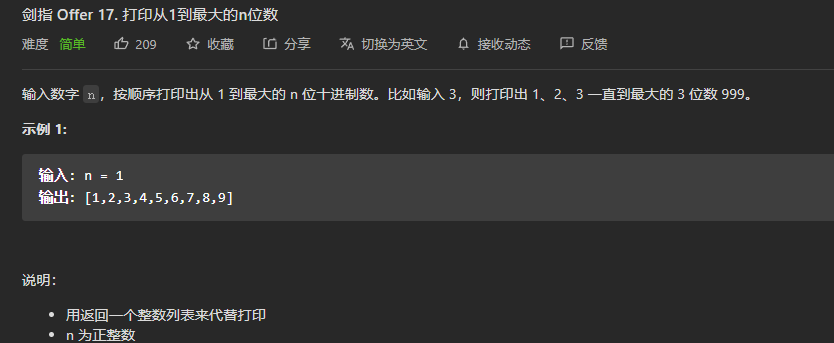 剑指 Offer 17. 打印从1到最大的n位数
难度 简单 209 收藏 分享 切换为英文 接收动态 反馈
输入数字 n，按顺序打印出从 1 到最大的 n 位十进制数。比如输入 3，则打印出 1、2、3 一直到最大的 3 位数 999。
示例 1:
输入: n = 1
输出: [1,2,3,4,5,6,7,8,9]
说明：
用返回一个整数列表来代替打印
n 为正整数